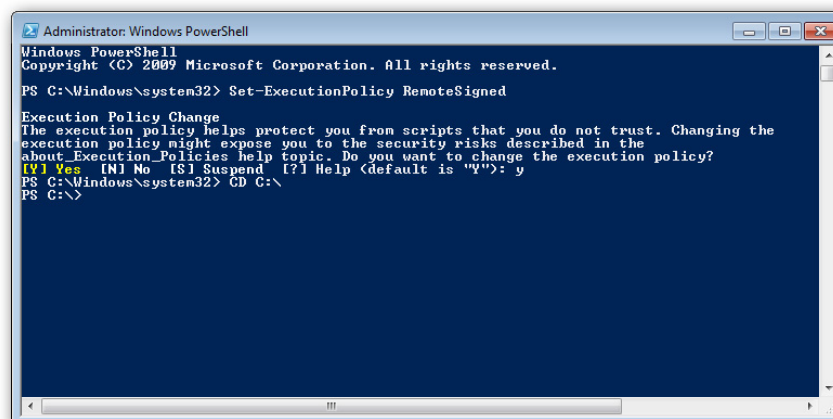 Administrator: Windows PowerShell
Windows PowerShell
Copyright (C) 2009 Microsoft Corporation. All rights reserved.
PS C:\Windows\system32> Set-ExecutionPolicy RemoteSigned
Execution Policy Change
The execution policy helps protect you from scripts that you do not trust. Changing the
execution policy might expose you to the security risks described in the
about_Execution_Policies help topic. Do you want to change the execution policy?
[Y] Yes  [N] No  [S] Suspend  [?] Help (default is "Y"): y
PS C:\Windows\system32> CD C:\
PS C:\>